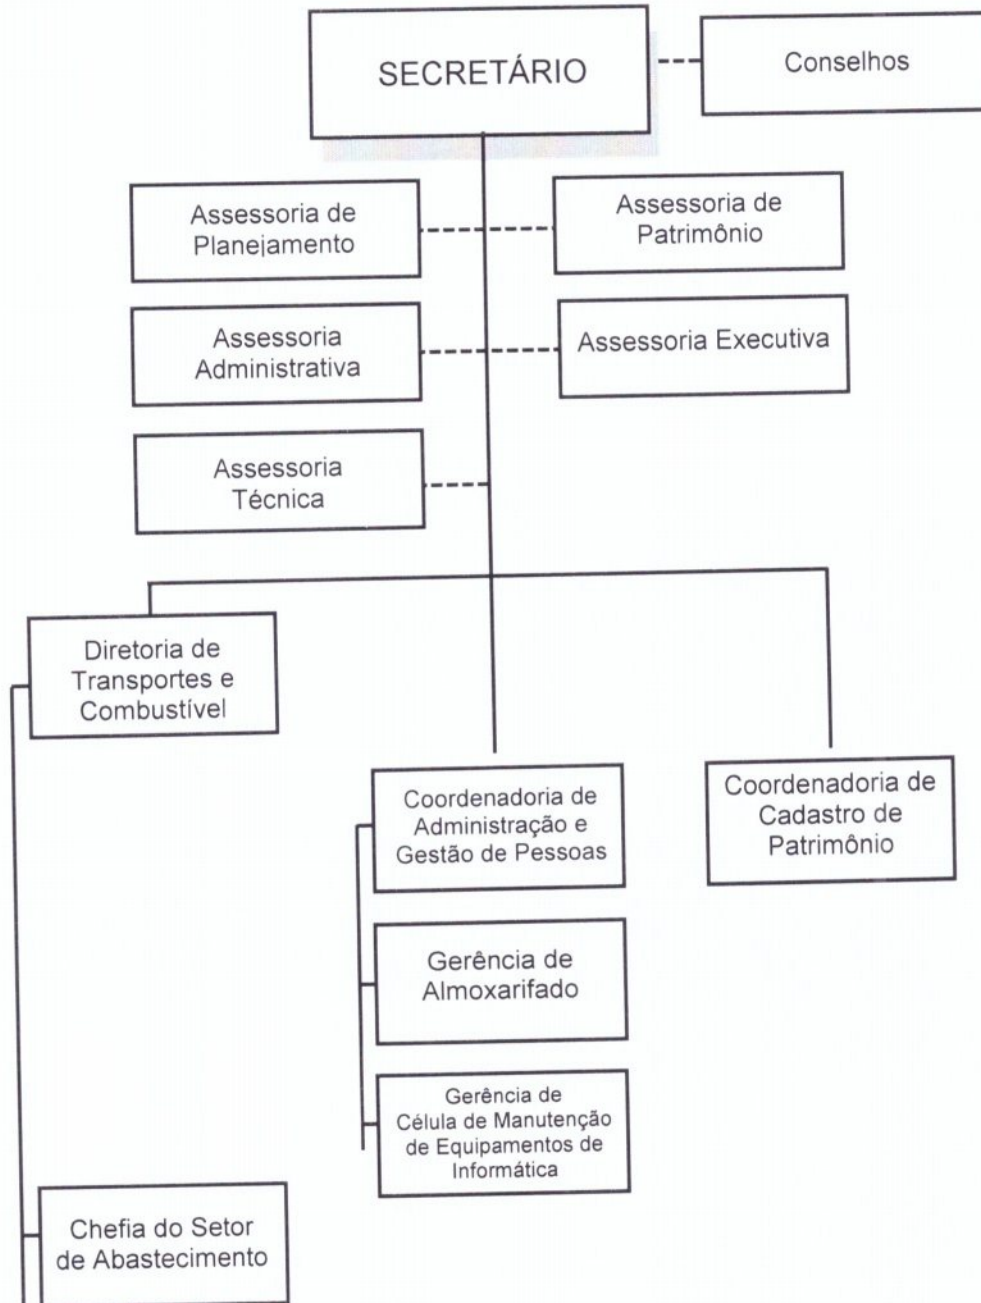 SECRETÁRIO
Conselhos
Assessoria de
Planejamento
Assessoria de
Patrimônio
Assessoria
Administrativa
Assessoria Executiva
Assessoria
Técnica
Diretoria de
Transportes e
Combustível
Coordenadoria de
Administração e
Gestão de Pessoas
Coordenadoria de
Cadastro de
Patrimônio
Gerência de
Almoxarifado
Gerência de
Célula de Manutenção
de Equipamentos de
Informática
Chefia do Setor
de Abastecimento